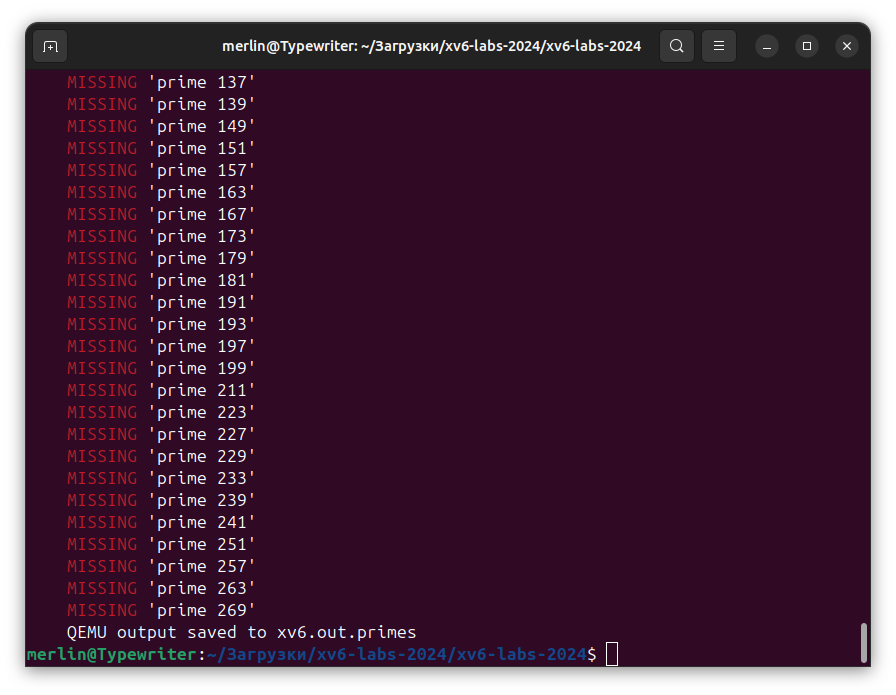 merlin@Typewriter: ~/Загрузки/xv6-labs-2024/xv6-labs-2024
MISSING 'prime 137'
MISSING 'prime 139'
MISSING 'prime 149'
MISSING 'prime 151'
MISSING 'prime 157'
MISSING 'prime 163'
MISSING 'prime 167'
MISSING 'prime 173'
MISSING 'prime 179'
MISSING 'prime 181'
MISSING 'prime 191'
MISSING 'prime 193'
MISSING 'prime 197'
MISSING 'prime 199'
MISSING 'prime 211'
MISSING 'prime 223'
MISSING 'prime 227'
MISSING 'prime 229'
MISSING 'prime 233'
MISSING 'prime 239'
MISSING 'prime 241'
MISSING 'prime 251'
MISSING 'prime 257'
MISSING 'prime 263'
MISSING 'prime 269'
QEMU output saved to xv6.out.primes
merlin@Typewriter:~/Загрузки/xv6-labs-2024/xv6-labs-2024$